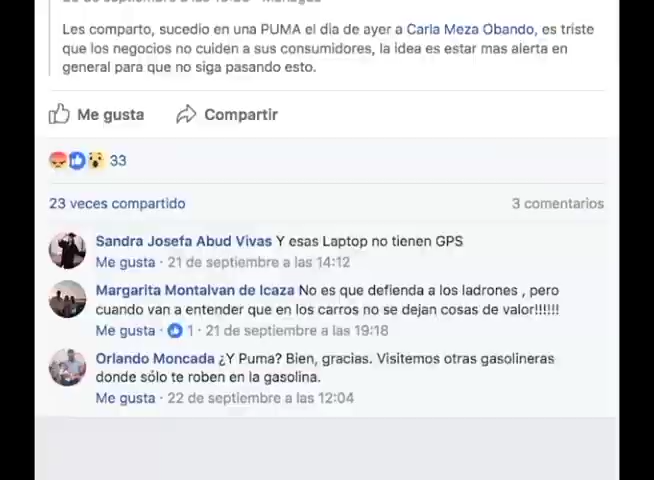 Les comparto, sucedio en una PUMA el dia de ayer a Carla Meza Obando, es triste
que los negocios no cuiden a sus consumidores, la idea es estar mas alerta en
general para que no siga pasando esto.
Me gusta Compartir
33
23 veces compartido 3 comentarios
Sandra Josefa Abud Vivas Y esas Laptop no tienen GPS
Me gusta · 21 de septiembre a las 14:12
Margarita Montalvan de Icaza No es que defienda a los ladrones , pero
cuando van a entender que en los carros no se dejan cosas de valor!!!!!!
Me gusta · 1 · 21 de septiembre a las 19:18
Orlando Moncada ¿Y Puma? Bien, gracias. Visitemos otras gasolineras
donde sólo te roben en la gasolina.
Me gusta · 22 de septiembre a las 12:04